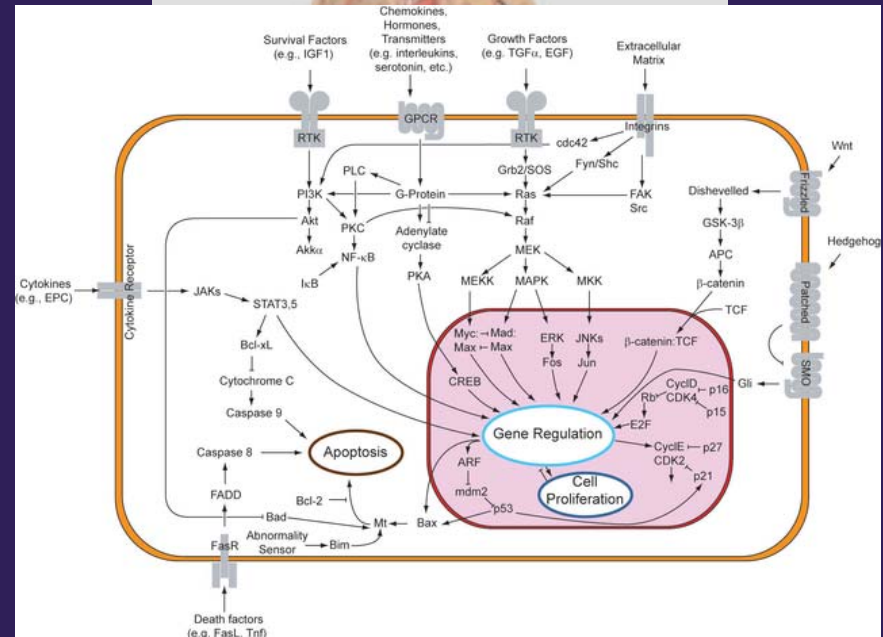 Chemokines,
Hormones,
Transmitters
(e.g. interleukins,
serotonin, etc.)
Survival Factors
(e.g., IGF1)
Growth Factors
(e.g. TGFα, EGF)
Extracellular
Matrix
RTK
GPCR
RTK
Integrins
cdc42
Wnt
PLC
Grb2/SOS
Fyn/Shc
Frizzled
PI3K
G-Protein
Ras
FAK
Src
Dishevelled
Akt
PKC
Adenylate
cyclase
Raf
GSK-3β
Akkα
NF-κB
MEK
APC
Hedgehog
IκB
PKA
MEKK
MAPK
MKK
β-catenin
Cytokines
(e.g., EPC)
Cytokine Receptor
JAKs
STAT3,5
TCF
Patched
Myc:
Max
Mad:
Max
ERK
JNKs
β-catenin:TCF
Bcl-xL
Fos
Jun
Cytochrome C
CREB
CyclD
CDK4
p16
p15
Rb
Gli
SMO
Caspase 9
E2F
Gene Regulation
Caspase 8
Apoptosis
CyclE
CDK2
p27
p21
ARF
Cell
Proliferation
FADD
mdm2
Bcl-2
p53
Bad
Mt
Bax
FasR
Abnormality
Sensor
Bim
Death factors
(e.g. FasL, Tnf)